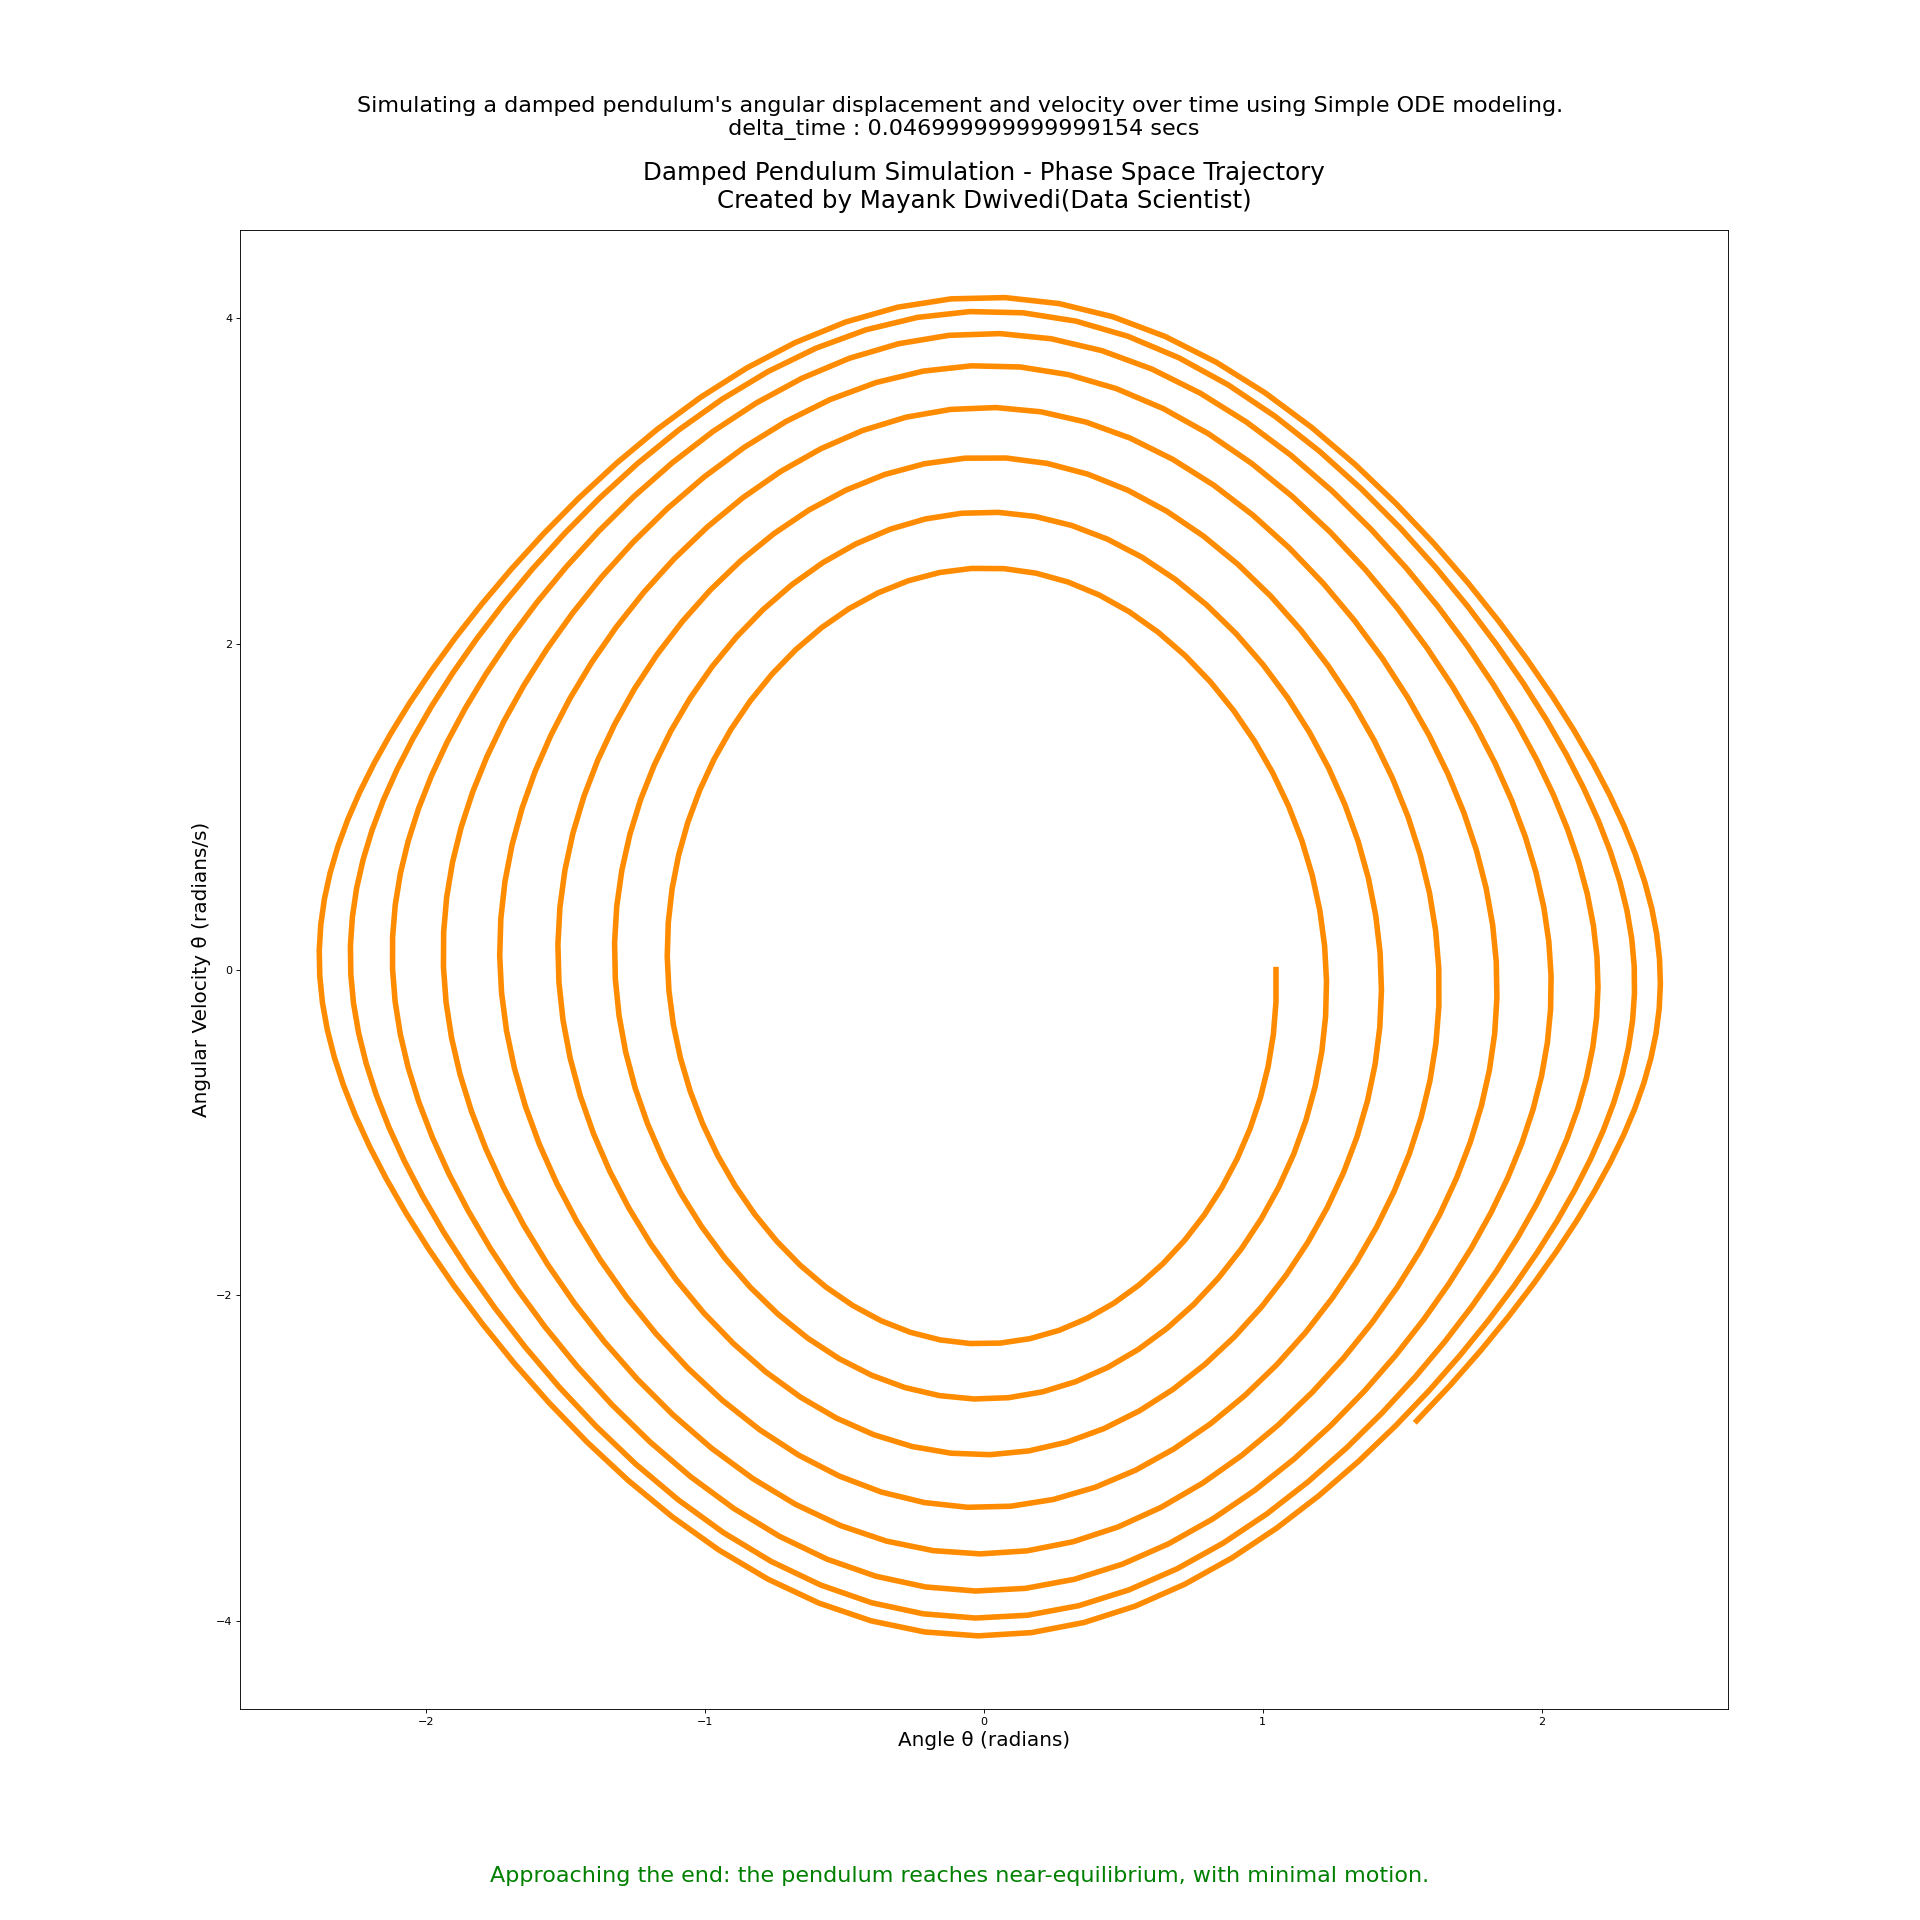 Simulating a damped pendulum's angular displacement and velocity over time using Simple ODE modeling.
delta_time : 0.046999999999999154 secs
Damped Pendulum Simulation - Phase Space Trajectory
Created by Mayank Dwivedi(Data Scientist)
4
2
0
−2
−4
Angular Velocity θ (radians/s)
−2
−1
0
1
2
Angle θ (radians)
Approaching the end: the pendulum reaches near-equilibrium, with minimal motion.